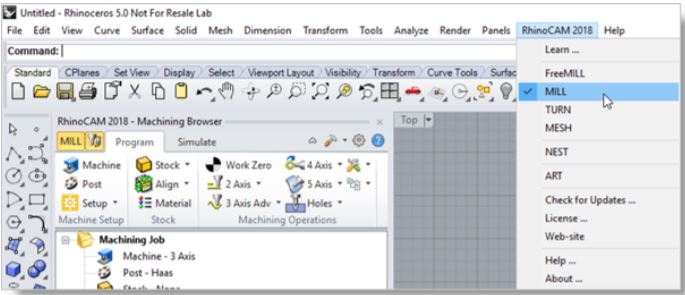 Untitled - Rhinoceros 5.0 Not For Resale Lab
File Edit View Curve Surface Solid Mesh Dimension Transform Tools Analyze Render Panels RhinoCAM 2018 Help
Command:
Standard CPlanes Set View Display Select Viewport Layout Visibility Transform Curve Tools Surfac
Learn ...
FreeMILL
MILL
TURN
MESH
NEST
ART
Check for Updates ...
License ...
Web-site
Help ...
About ...
RhinoCAM 2018 - Machining Browser
Top
MILL Program Simulate
Machine Stock Work Zero 4 Axis
Post Align 2 Axis 5 Axis
Setup Material 3 Axis Adv Holes
Machine Setup Stock Machining Operations
Machining Job
Machine - 3 Axis
Post - Haas
Stock - None